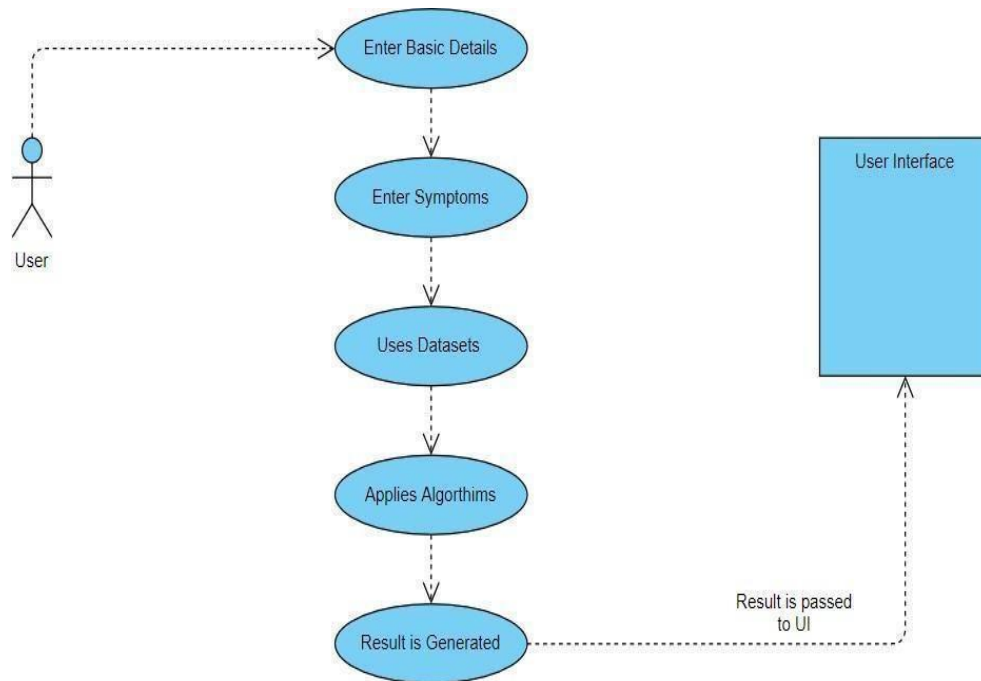 Enter Basic Details
User
Enter Symptoms
User Interface
Uses Datasets
Applies Algorthims
Result is Generated
Result is passed
to UI